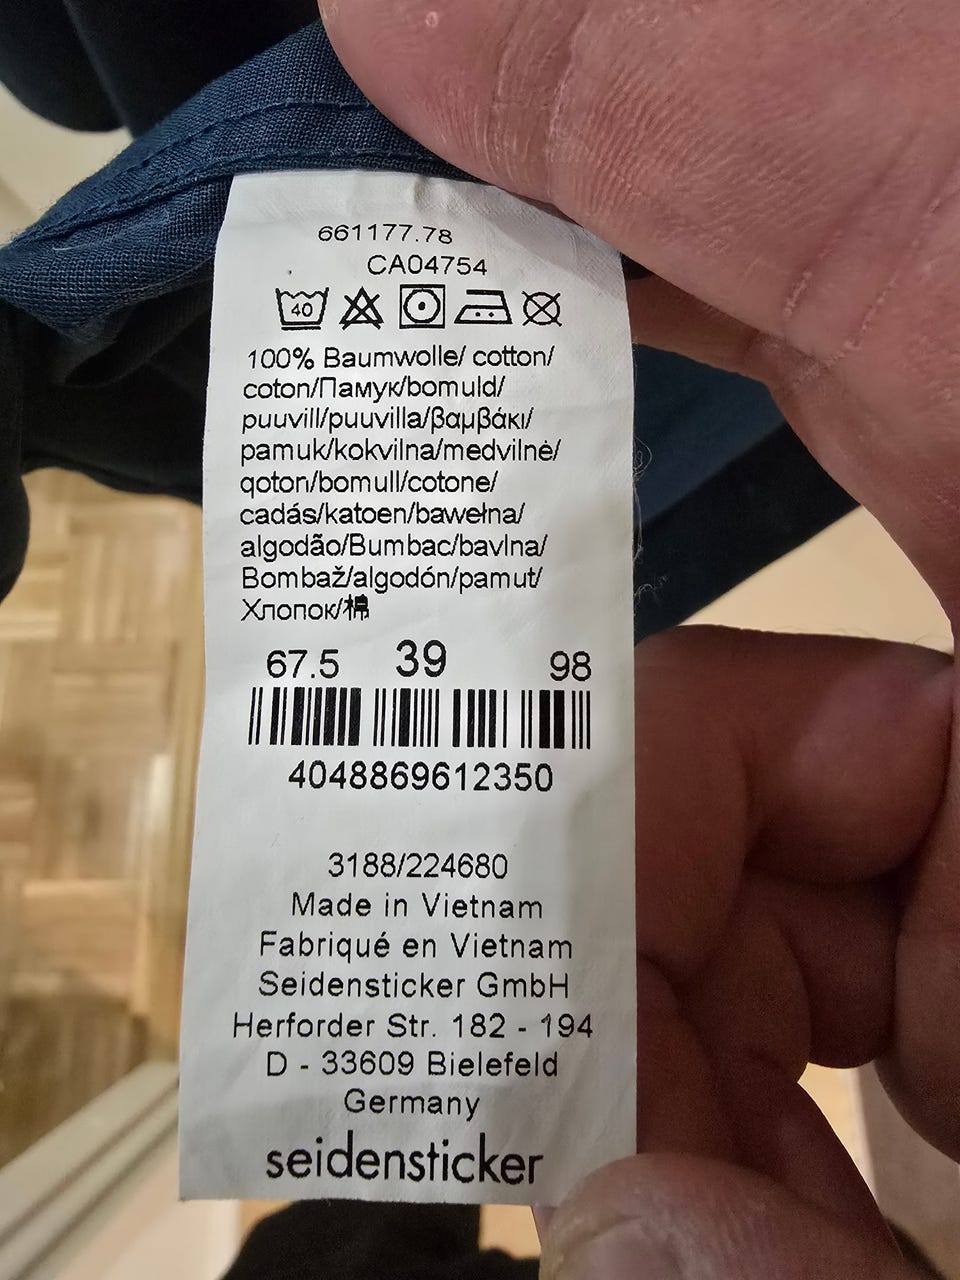 661177.78
CA04754
40
100% Baumwolle/ cotton/
coton/Памук/bomuld/
puuvill/puuvilla/βαμβάκι/
pamuk/kokvilna/medvilnė/
qoton/bomull/cotone/
cadás/katoen/bawełna/
algodão/Bumbac/bavlna/
Bombaž/algodón/pamut/
Хлопок/棉
67.5 39 98
4048869612350
3188/224680
Made in Vietnam
Fabriqué en Vietnam
Seidensticker GmbH
Herforder Str. 182 - 194
D - 33609 Bielefeld
Germany
seidensticker